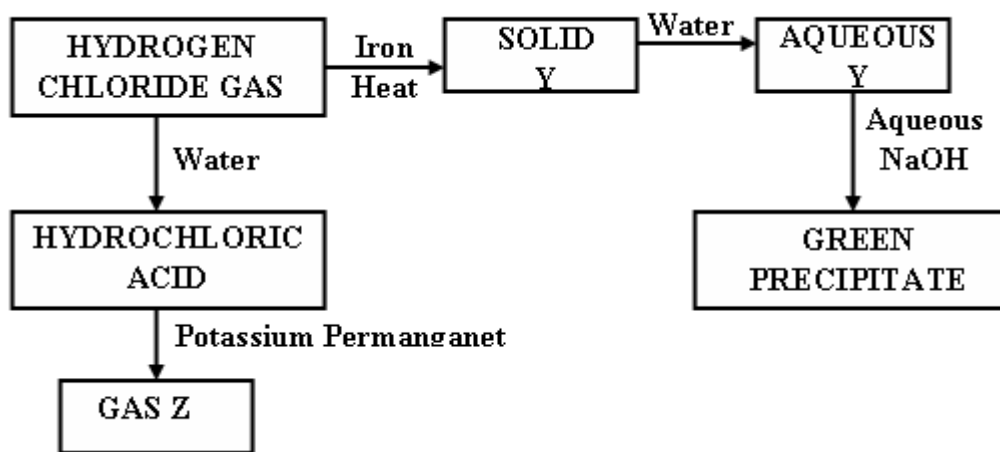 HYDROGEN
CHLORIDE GAS
Iron
Heat
SOLID
Y
Water
AQUEOUS
Y
Aqueous
NaOH
Water
HYDROCHLORIC
ACID
GREEN
PRECIPITATE
Potassium Permanganet
GAS Z